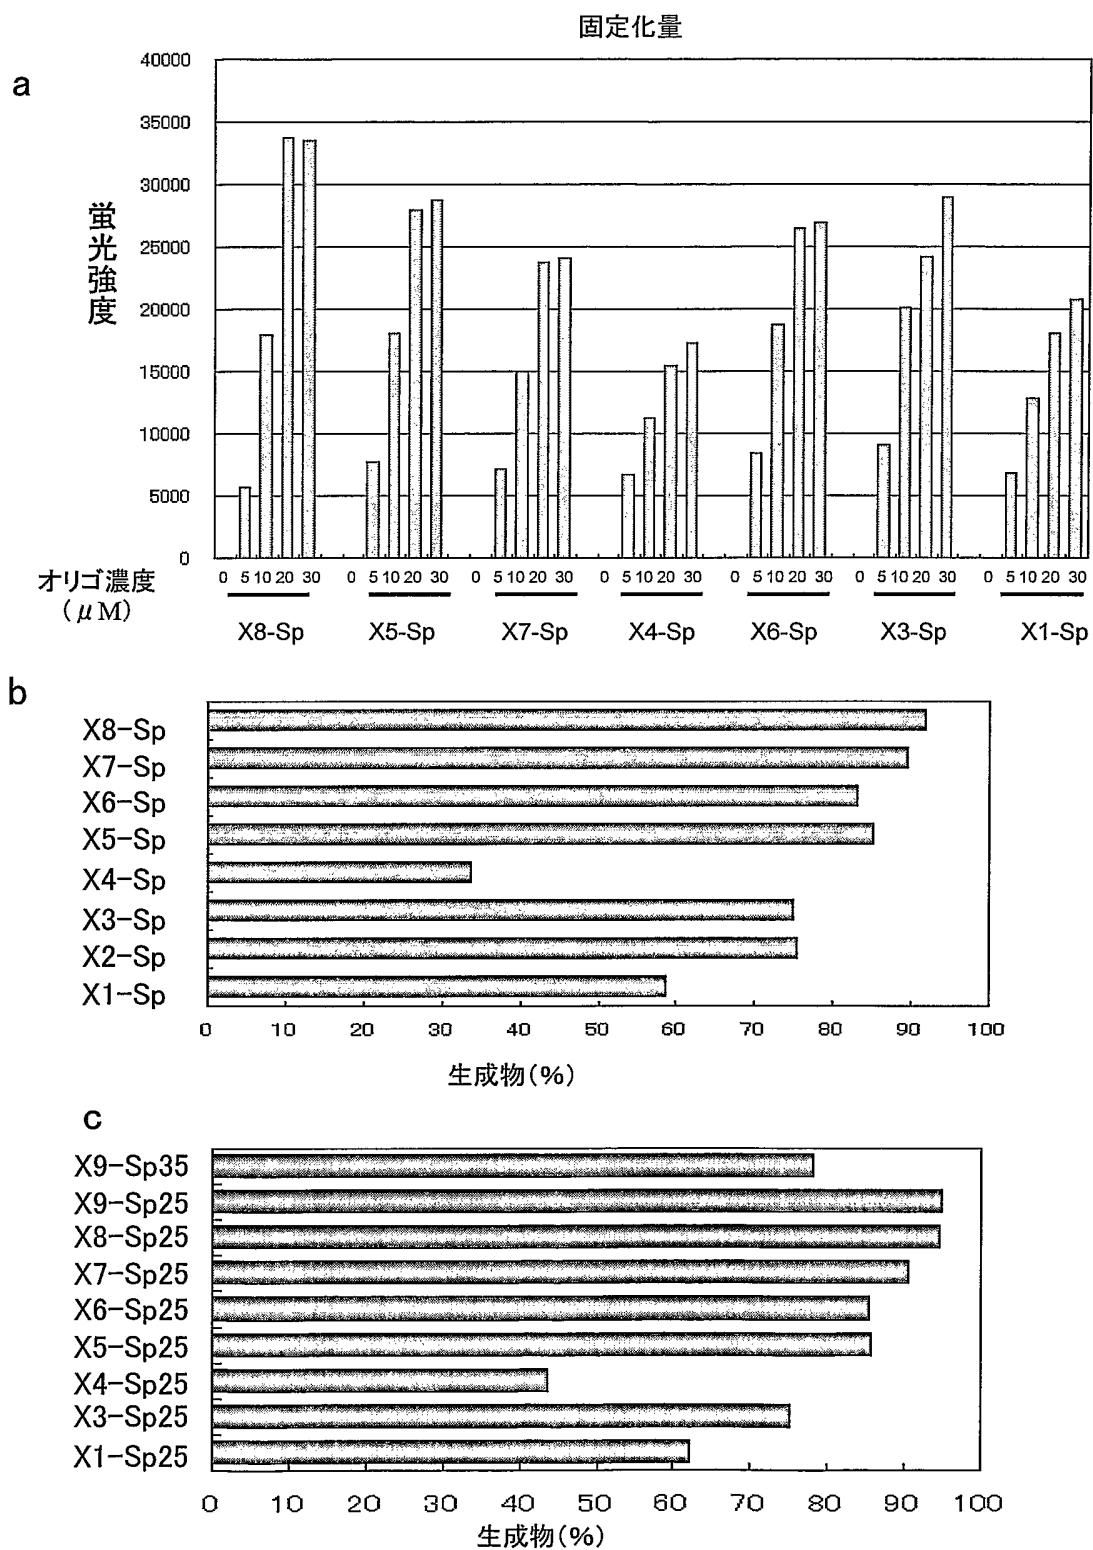 固定化量
a
40000
35000
30000
25000
20000
15000
10000
5000
0
蛍光強度
オリゴ濃度
(μM)
0 5 10 20 30 0 5 10 20 30 0 5 10 20 30 0 5 10 20 30 0 5 10 20 30 0 5 10 20 30 0 5 10 20 30
X8-Sp X5-Sp X7-Sp X4-Sp X6-Sp X3-Sp X1-Sp
b
X8-Sp
X7-Sp
X6-Sp
X5-Sp
X4-Sp
X3-Sp
X2-Sp
X1-Sp
0 10 20 30 40 50 60 70 80 90 100
生成物(%)
c
X9-Sp35
X9-Sp25
X8-Sp25
X7-Sp25
X6-Sp25
X5-Sp25
X4-Sp25
X3-Sp25
X1-Sp25
0 10 20 30 40 50 60 70 80 90 100
生成物(%)